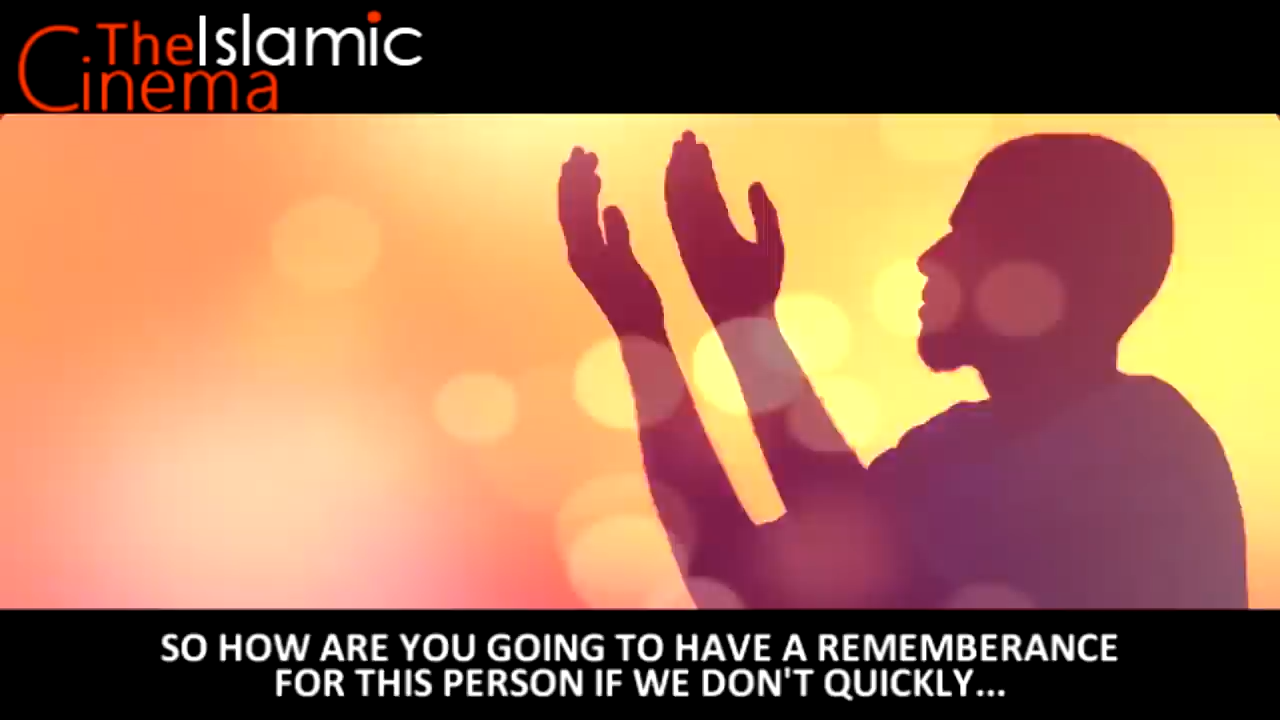 TheIslamic
Cinema
SO HOW ARE YOU GOING TO HAVE A REMEMBERANCE
FOR THIS PERSON IF WE DON'T QUICKLY...